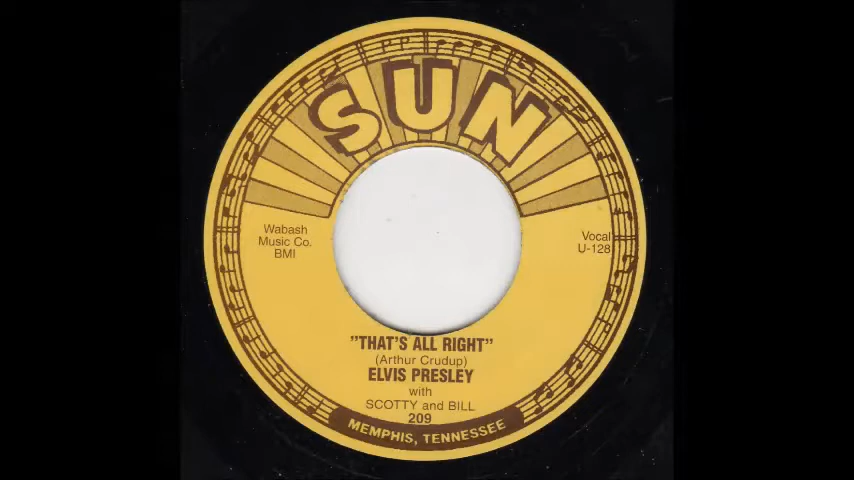 SUN
Wabash
Music Co.
BMI
Vocal
U-128
"THAT'S ALL RIGHT"
(Arthur Crudup)
ELVIS PRESLEY
with
SCOTTY and BILL
209
MEMPHIS, TENNESSEE